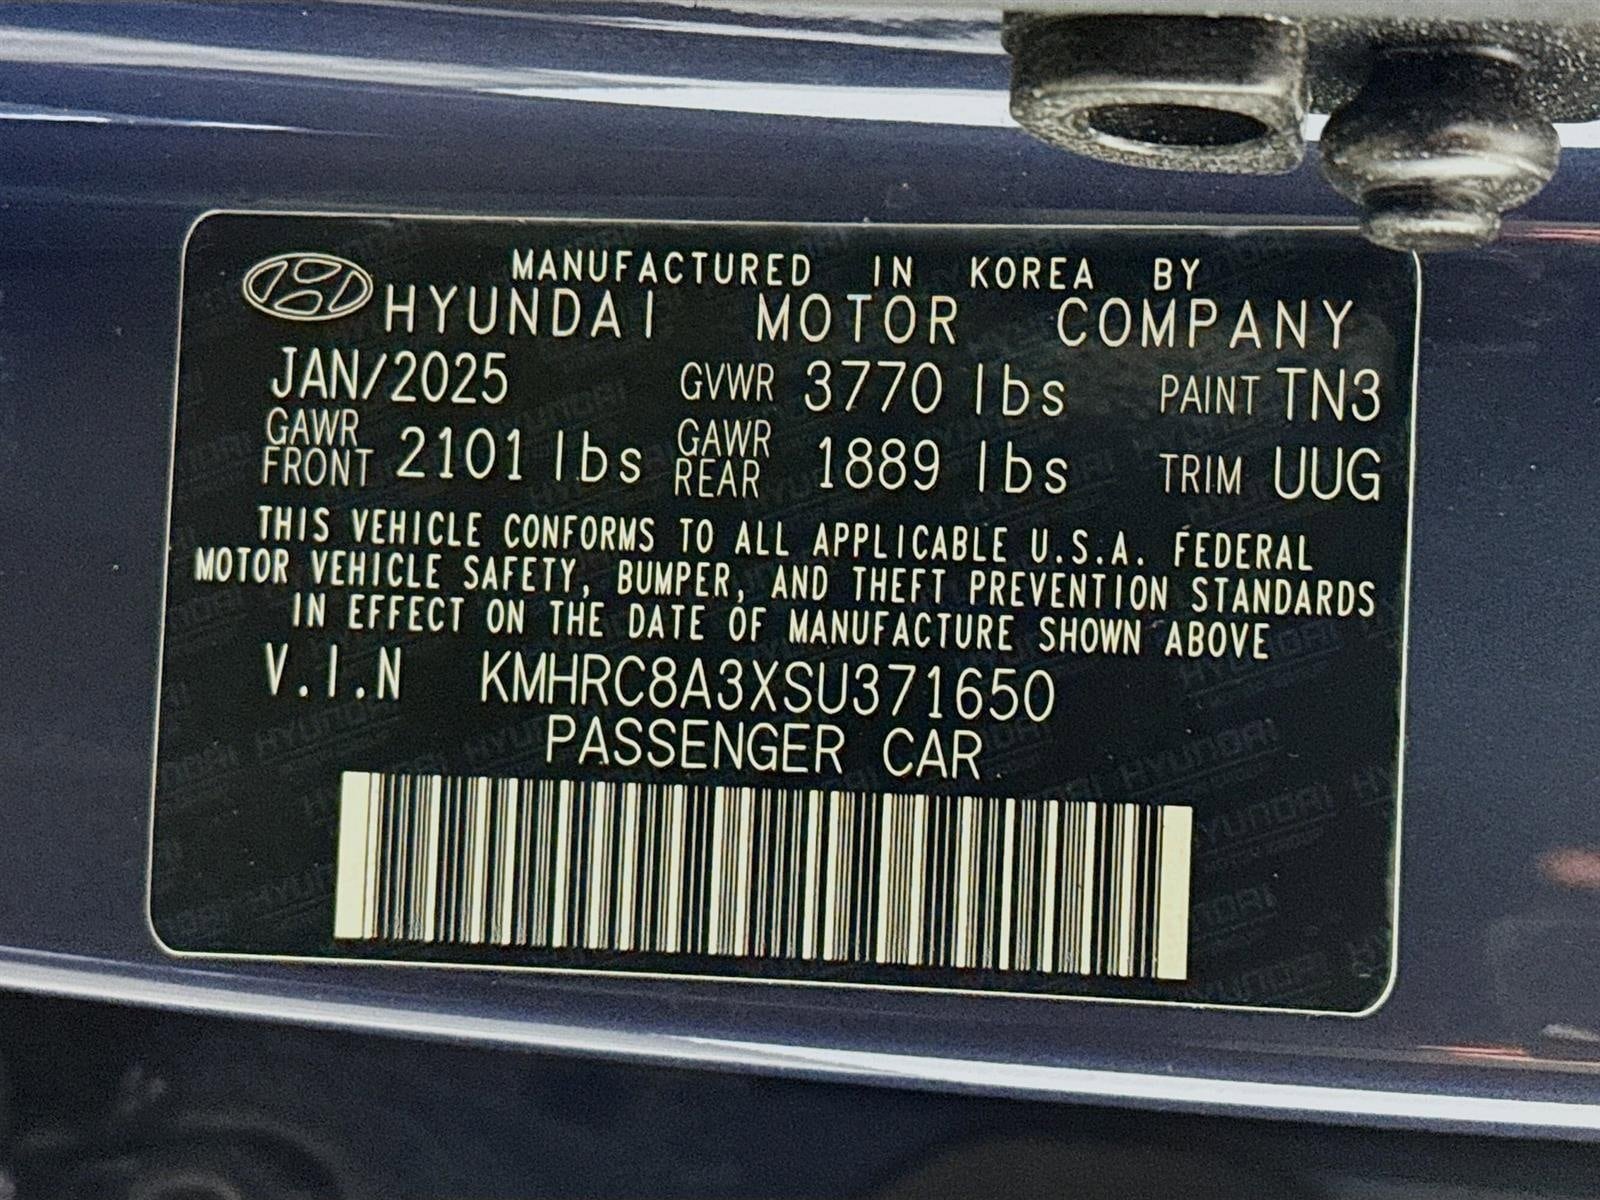 MANUFACTURED IN KOREA BY
HYUNDAI MOTOR COMPANY
JAN/2025 GVWR 3770 lbs PAINT TN3
GAWR FRONT 2101 lbs GAWR REAR 1889 lbs TRIM UUG
THIS VEHICLE CONFORMS TO ALL APPLICABLE U.S.A. FEDERAL
MOTOR VEHICLE SAFETY, BUMPER, AND THEFT PREVENTION STANDARDS
IN EFFECT ON THE DATE OF MANUFACTURE SHOWN ABOVE
V.I.N KMHRC8A3XSU371650
PASSENGER CAR